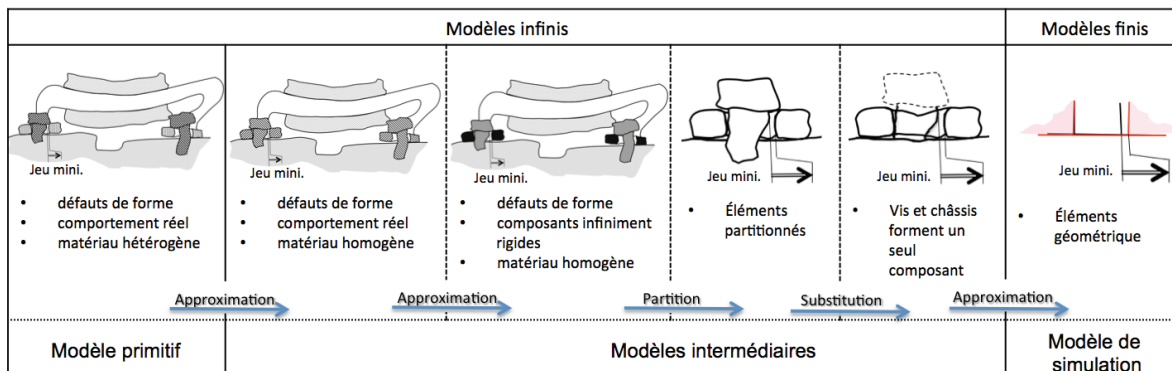 Modèles infinis
Modèles finis
Jeu mini.
• défauts de forme
• comportement réel
• matériau hétérogène
Jeu mini.
• défauts de forme
• comportement réel
• matériau homogène
Jeu mini.
• défauts de forme
• composants infiniment
rigides
• matériau homogène
Jeu mini.
• Éléments
partitionnés
Jeu mini.
• Vis et châssis
forment un
seul
composant
Jeu mini.
• Éléments
géométrique
Approximation
Approximation
Partition
Substitution
Approximation
Modèle primitif
Modèles intermédiaires
Modèle de
simulation